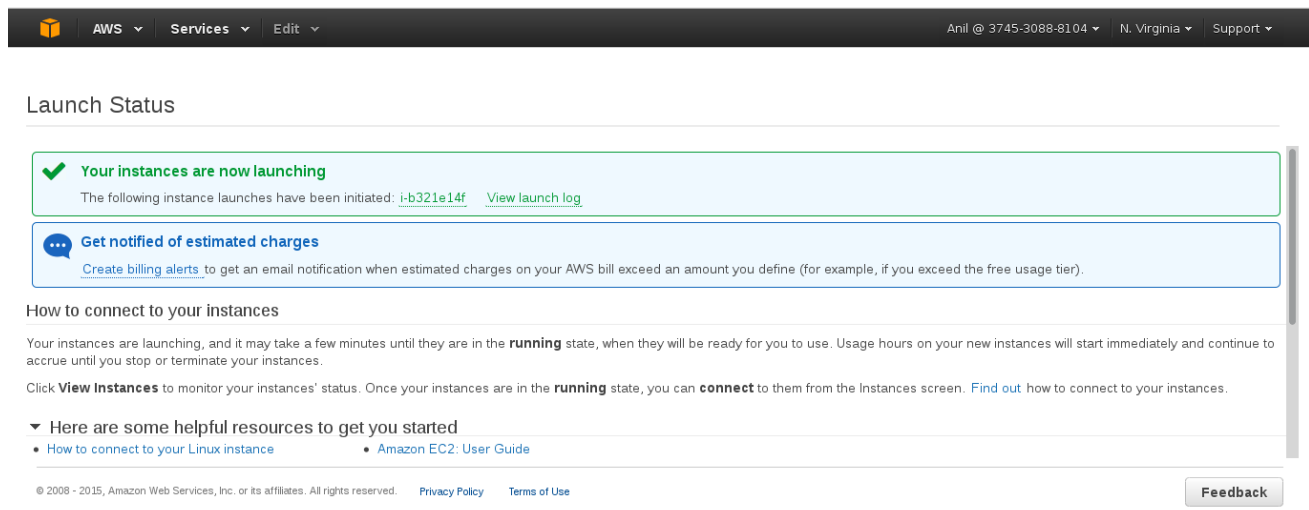 AWS Services Edit Anil @ 3745-3088-8104 N. Virginia Support
Launch Status
Your instances are now launching
The following instance launches have been initiated: i-b321e14f View launch log
Get notified of estimated charges
Create billing alerts to get an email notification when estimated charges on your AWS bill exceed an amount you define (for example, if you exceed the free usage tier).
How to connect to your instances
Your instances are launching, and it may take a few minutes until they are in the running state, when they will be ready for you to use. Usage hours on your new instances will start immediately and continue to
accrue until you stop or terminate your instances.
Click View Instances to monitor your instances' status. Once your instances are in the running state, you can connect to them from the Instances screen. Find out how to connect to your instances.
Here are some helpful resources to get you started
• How to connect to your Linux instance • Amazon EC2: User Guide
© 2008 - 2015, Amazon Web Services, Inc. or its affiliates. All rights reserved. Privacy Policy Terms of Use Feedback